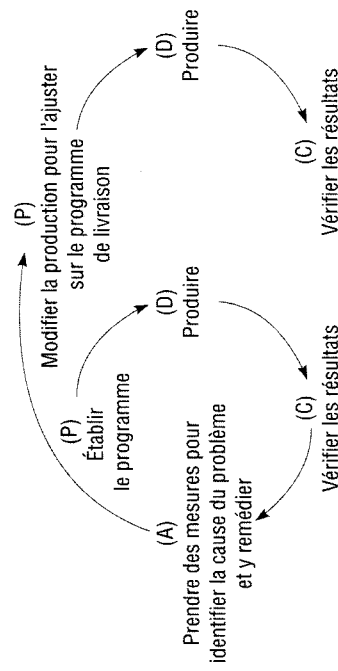 (P)
Établir
le programme
(D)
Produire
(C)
Vérifier les résultats
(A)
Prendre des mesures pour
identifier la cause du problème
et y remédier
(P)
Modifier la production pour l'ajuster
sur le programme
de livraison
(D)
Produire
(C)
Vérifier les résultats